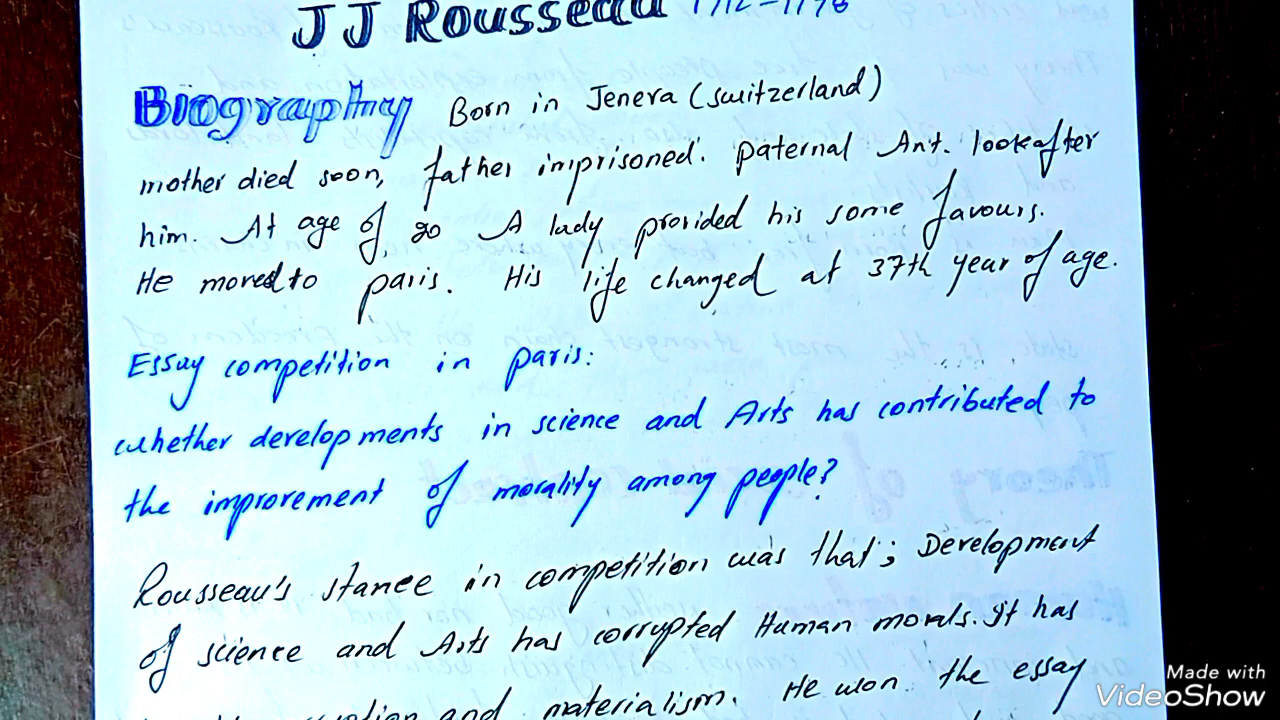 J J Rousseau 1712-1778
Biography Born in Jenera (switzerland)
mother died soon, father imprisoned. paternal Ant. lookafter
him. At age of 20 A lady provided his some favours.
He moved to paris. His life changed at 37th year of age.
Essay competition in paris:
whether developments in science and Arts has contributed to
the improvement of morality among people?
Rousseau's stance in competition was that; Development
of science and Arts has corrupted Human morals. It has
and materialism. He won the essay
Made with
VideoShow